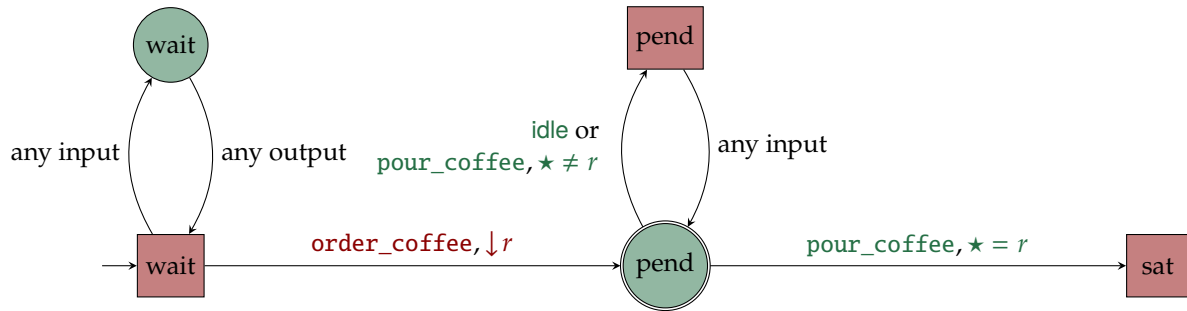 wait
pend
idle or
pour_coffee, ★ ≠ r
any input
any output
any input
order_coffee, ↓r
pour_coffee, ★ = r
wait
pend
sat